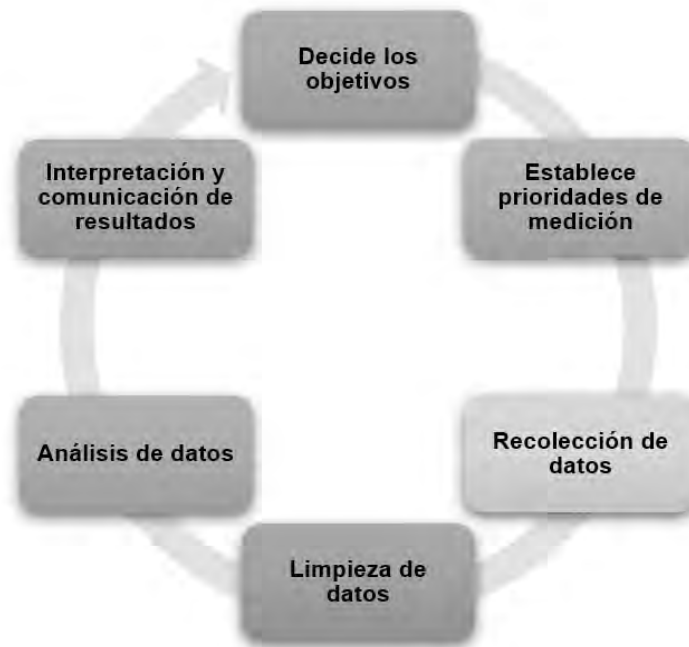 Decide los
objetivos
Establece
prioridades de
medición
Recolección de
datos
Limpieza de
datos
Análisis de datos
Interpretación y
comunicación de
resultados